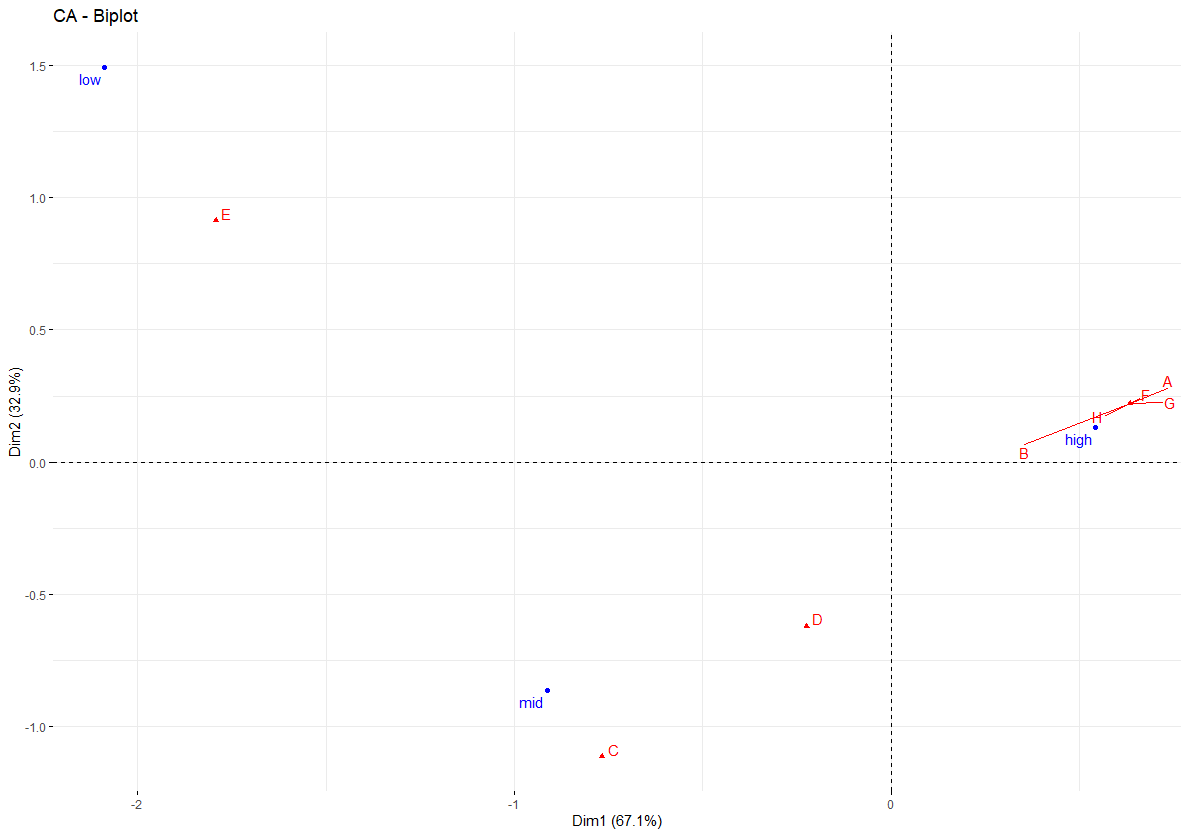 CA - Biplot
1.5
low
1.0
E
0.5
A
F
G
H
high
B
0.0
D
-0.5
mid
C
-1.0
-2
-1
0
Dim1 (67.1%)
Dim2 (32.9%)